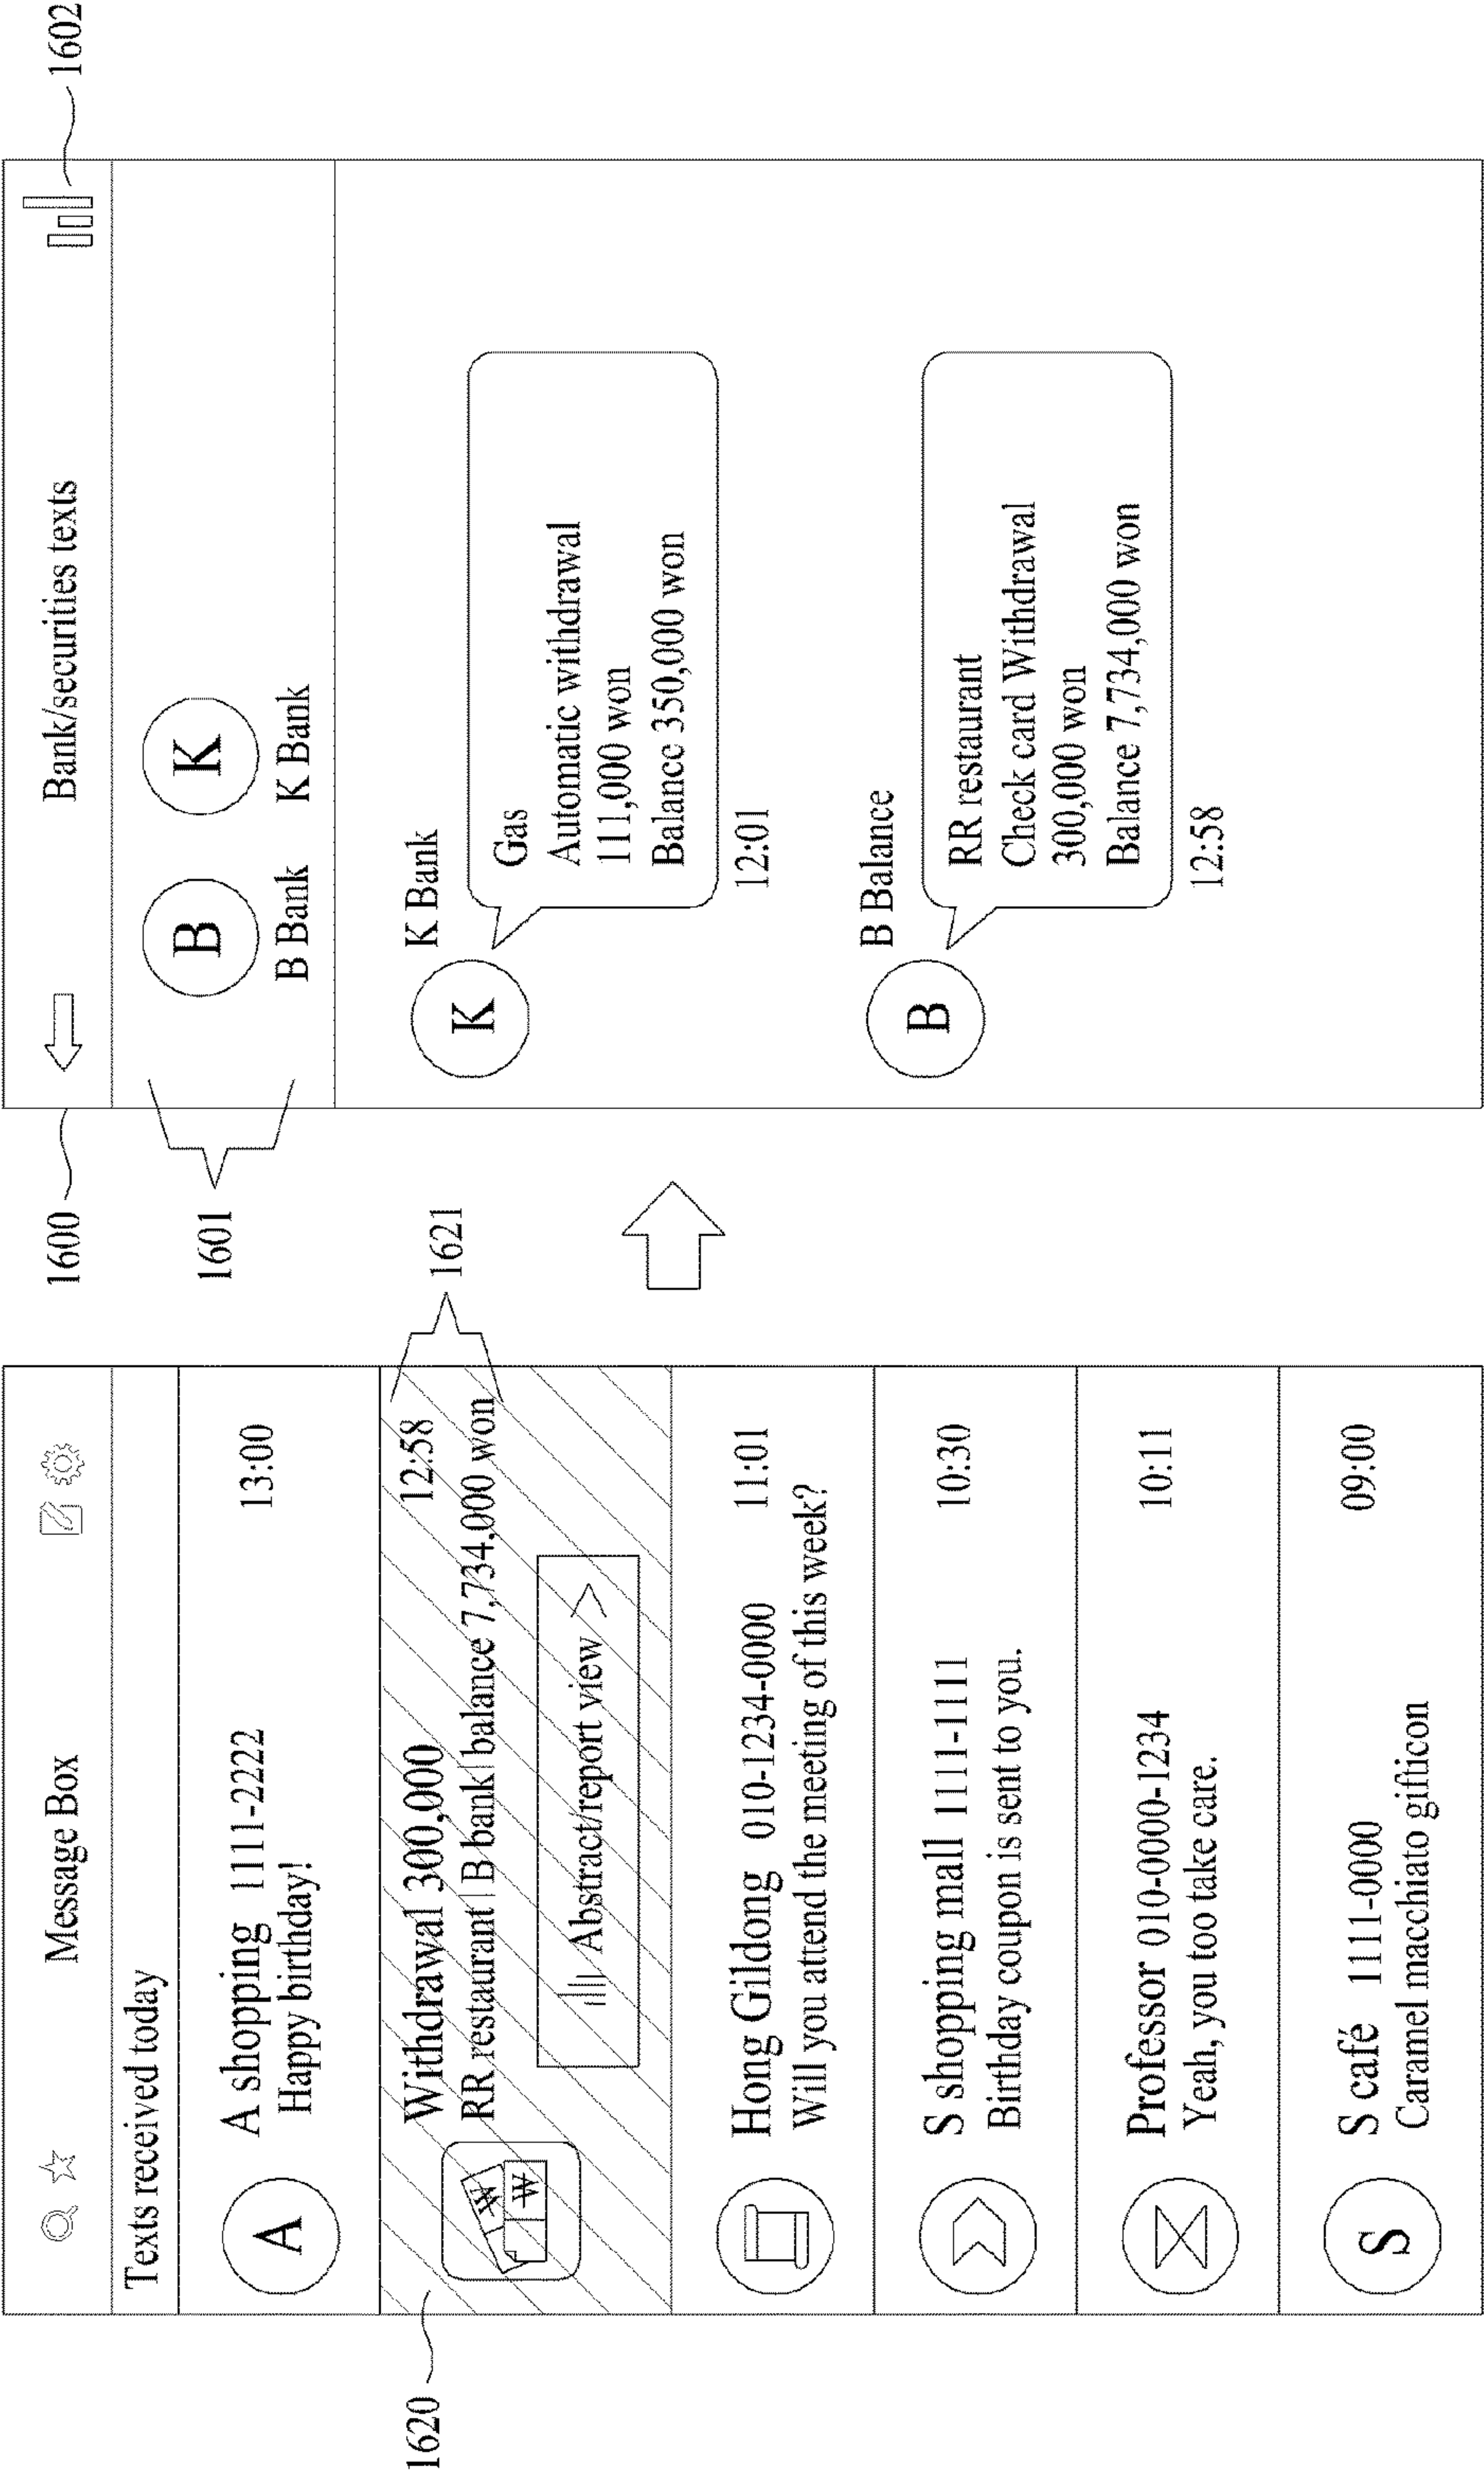 Message Box
Texts received today
A
A shopping 111-2222
13:00
Happy birthday!
1620
Withdrawal 300,000
12:58
RR restaurant | B bank | balance 7,734,000 won
Abstract/report view >
₩
₩
1621
Hong Gildong 010-1234-0000
11:01
Will you attend the meeting of this week?
S shopping mall 1111-1111
10:30
Birthday coupon is sent to you.
Professor 010-0000-1234
10:11
Yeah, you too take care.
S
S café 1111-0000
09:00
Caramel macchiato gifticon
1600
Bank/securities texts
1602
1601
B
K
B Bank
K Bank
K Bank
K
Gas
Automatic withdrawal
111,000 won
Balance 350,000 won
12:01
B Balance
B
RR restaurant
Check card Withdrawal
300,000 won
Balance 7,734,000 won
12:58